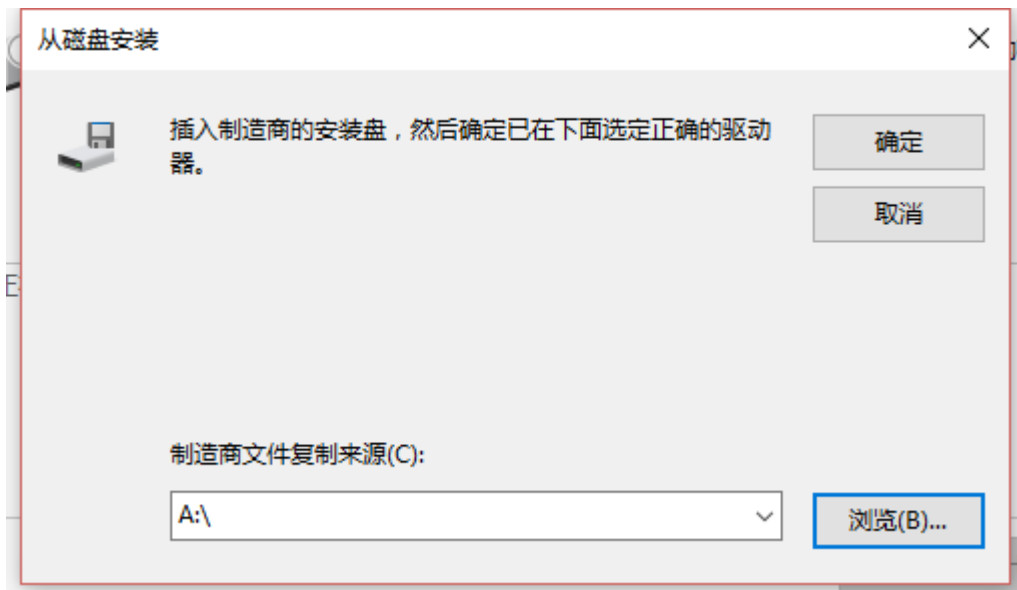 从磁盘安装
插入制造商的安装盘，然后确定已在下面选定正确的驱动
器。
确定
取消
制造商文件复制来源(C):
A:\
浏览(B)...